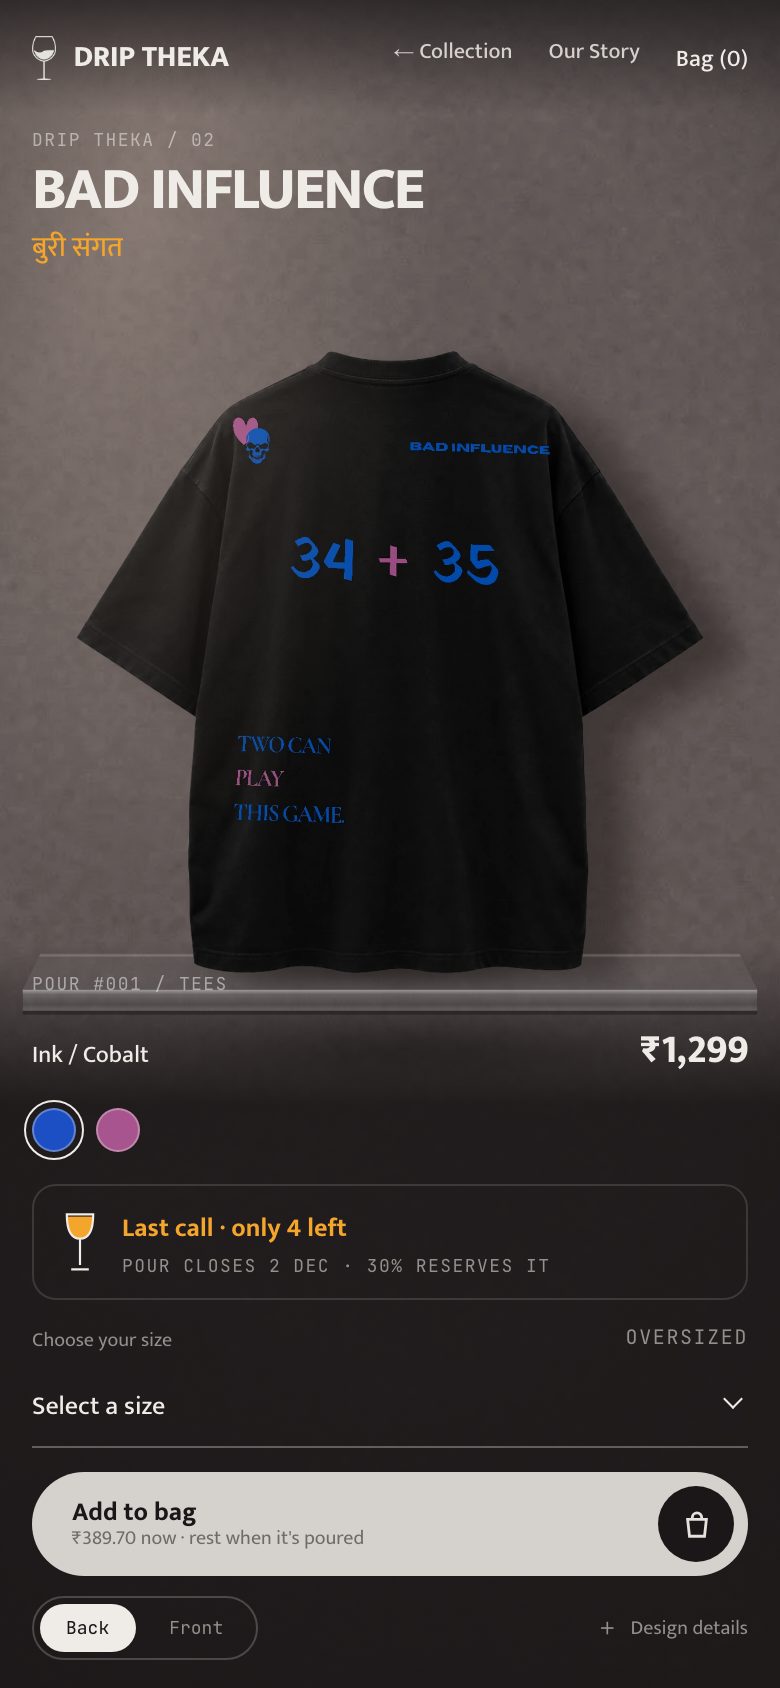 DRIP THEKA
← Collection
Our Story
Bag (0)
DRIP THEKA / 02
BAD INFLUENCE
बुरी संगत
BAD INFLUENCE
34 + 35
TWO CAN
PLAY
THIS GAME.
POUR #001 / TEES
Ink / Cobalt
₹1,299
Last call · only 4 left
POUR CLOSES 2 DEC · 30% RESERVES IT
Choose your size
OVERSIZED
Select a size
Add to bag
₹389.70 now · rest when it's poured
Back
Front
+ Design details